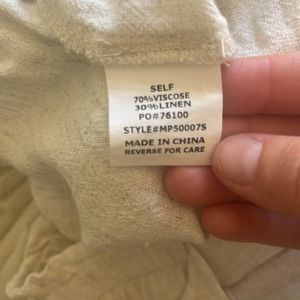 SELF
70%VISCOSE
30%LINEN
PO#76100
STYLE#MP50007S
MADE IN CHINA
REVERSE FOR CARE